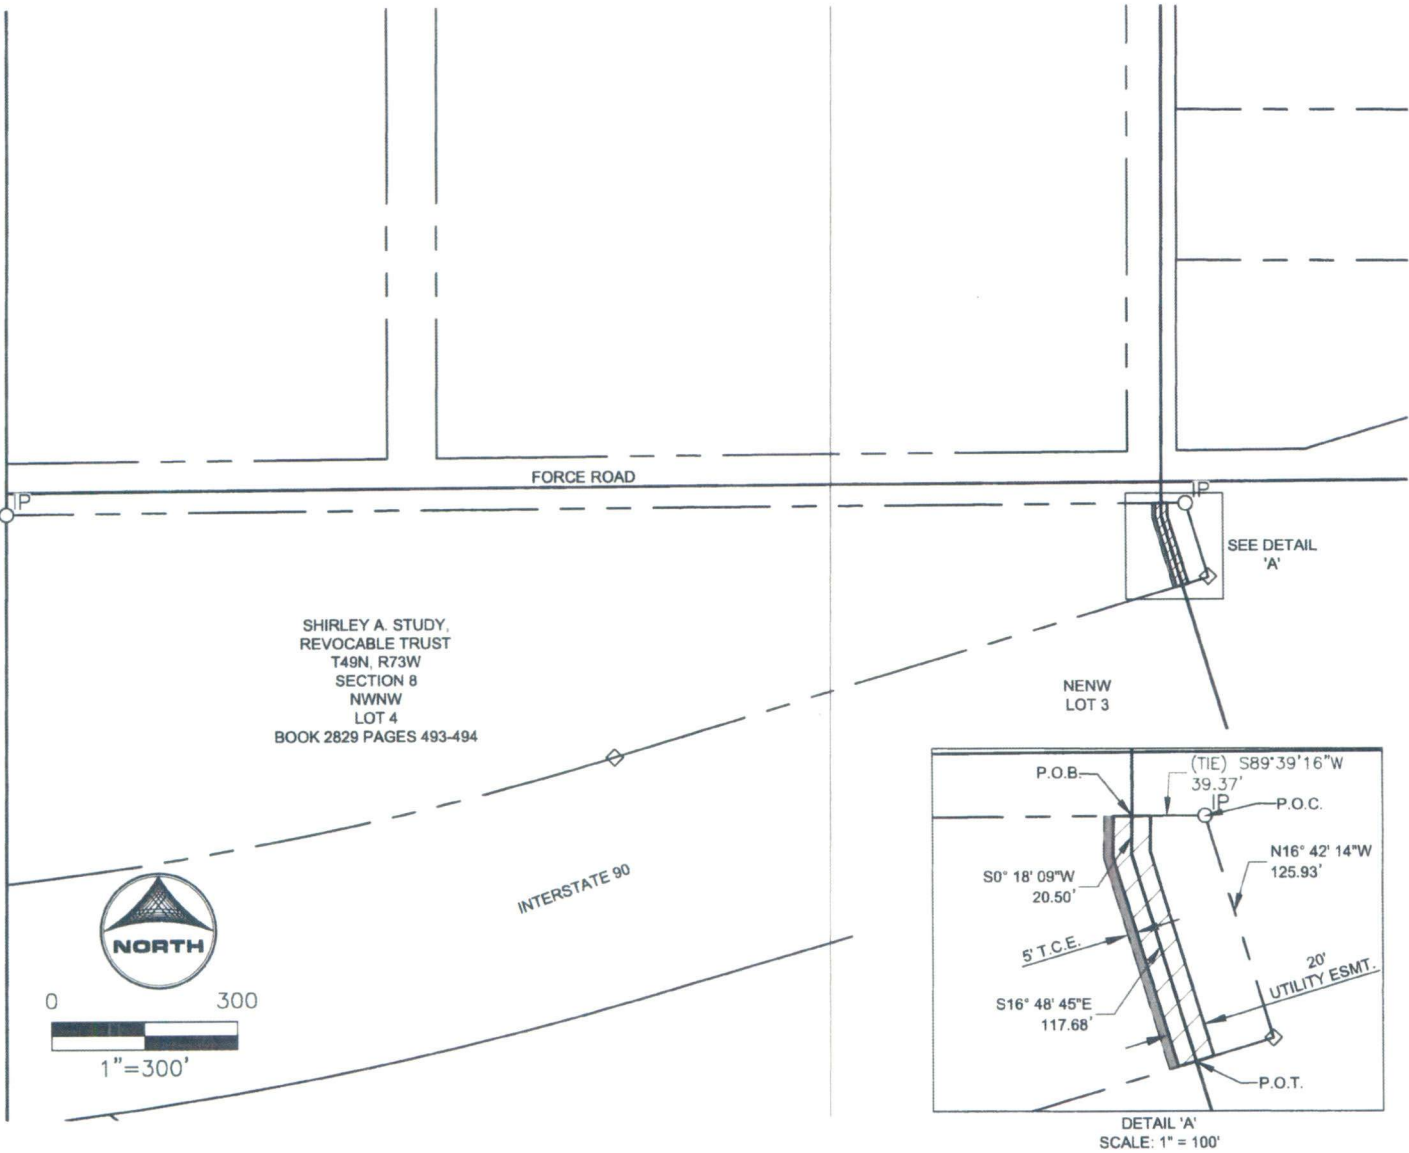 FORCE ROAD
IP
IP
SEE DETAIL
'A'
SHIRLEY A. STUDY,
REVOCABLE TRUST
T49N, R73W
SECTION 8
NWNW
LOT 4
BOOK 2829 PAGES 493-494
NENW
LOT 3
INTERSTATE 90
NORTH
0 300
1"=300'
P.O.B.
(TIE) S89°39'16"W
39.37'
IP
P.O.C.
N16° 42' 14"W
125.93'
S0° 18' 09"W
20.50'
5' T.C.E.
20'
UTILITY ESMT.
S16° 48' 45"E
117.68'
P.O.T.
DETAIL 'A'
SCALE: 1" = 100'